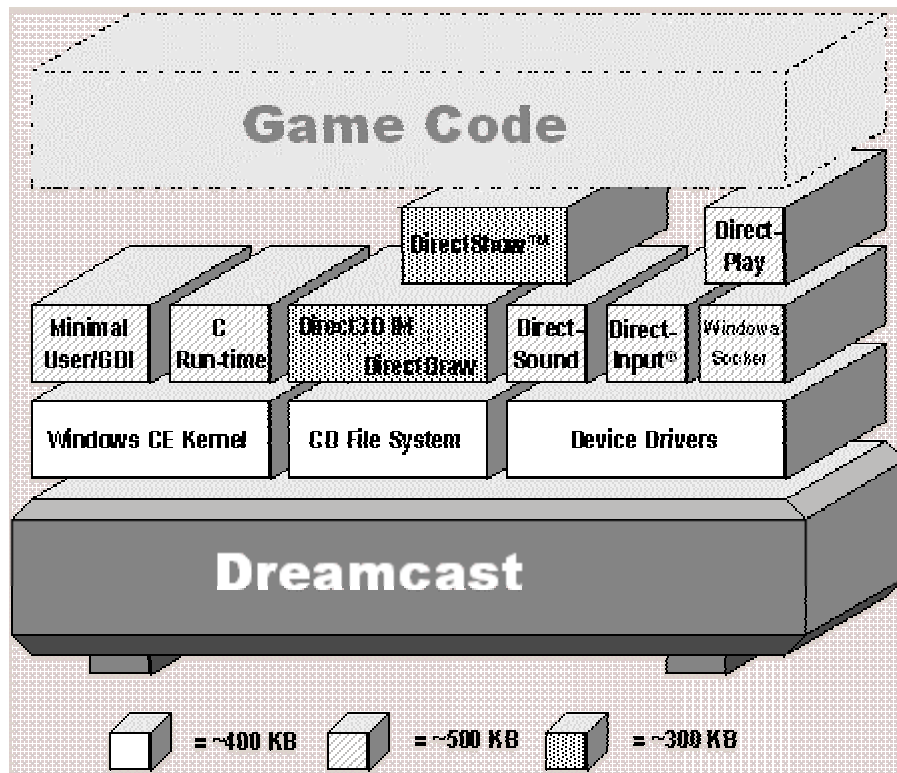 Game Code
DirectShow™
Direct-
Play
Minimal
User/GDI
C
Run-time
Direct3D IM
DirectDraw
Direct-
Sound
Direct-
Input®
Windows
Socket
Windows CE Kernel
CD File System
Device Drivers
Dreamcast
= ~400 KB
= ~500 KB
= ~300 KB